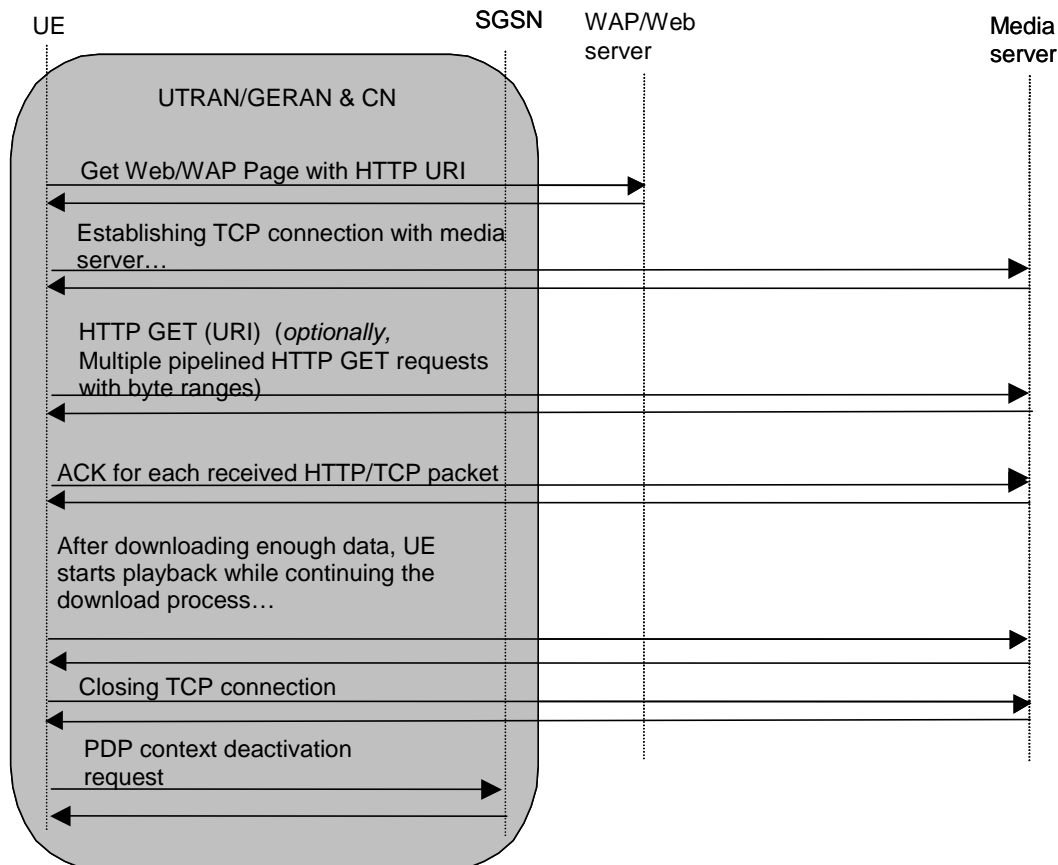 UE
SGSN
WAP/Web
server
Media
server
UTRAN/GERAN & CN
Get Web/WAP Page with HTTP URI
Establishing TCP connection with media
server…
HTTP GET (URI) (optionally,
Multiple pipelined HTTP GET requests
with byte ranges)
ACK for each received HTTP/TCP packet
After downloading enough data, UE
starts playback while continuing the
download process…
Closing TCP connection
PDP context deactivation
request